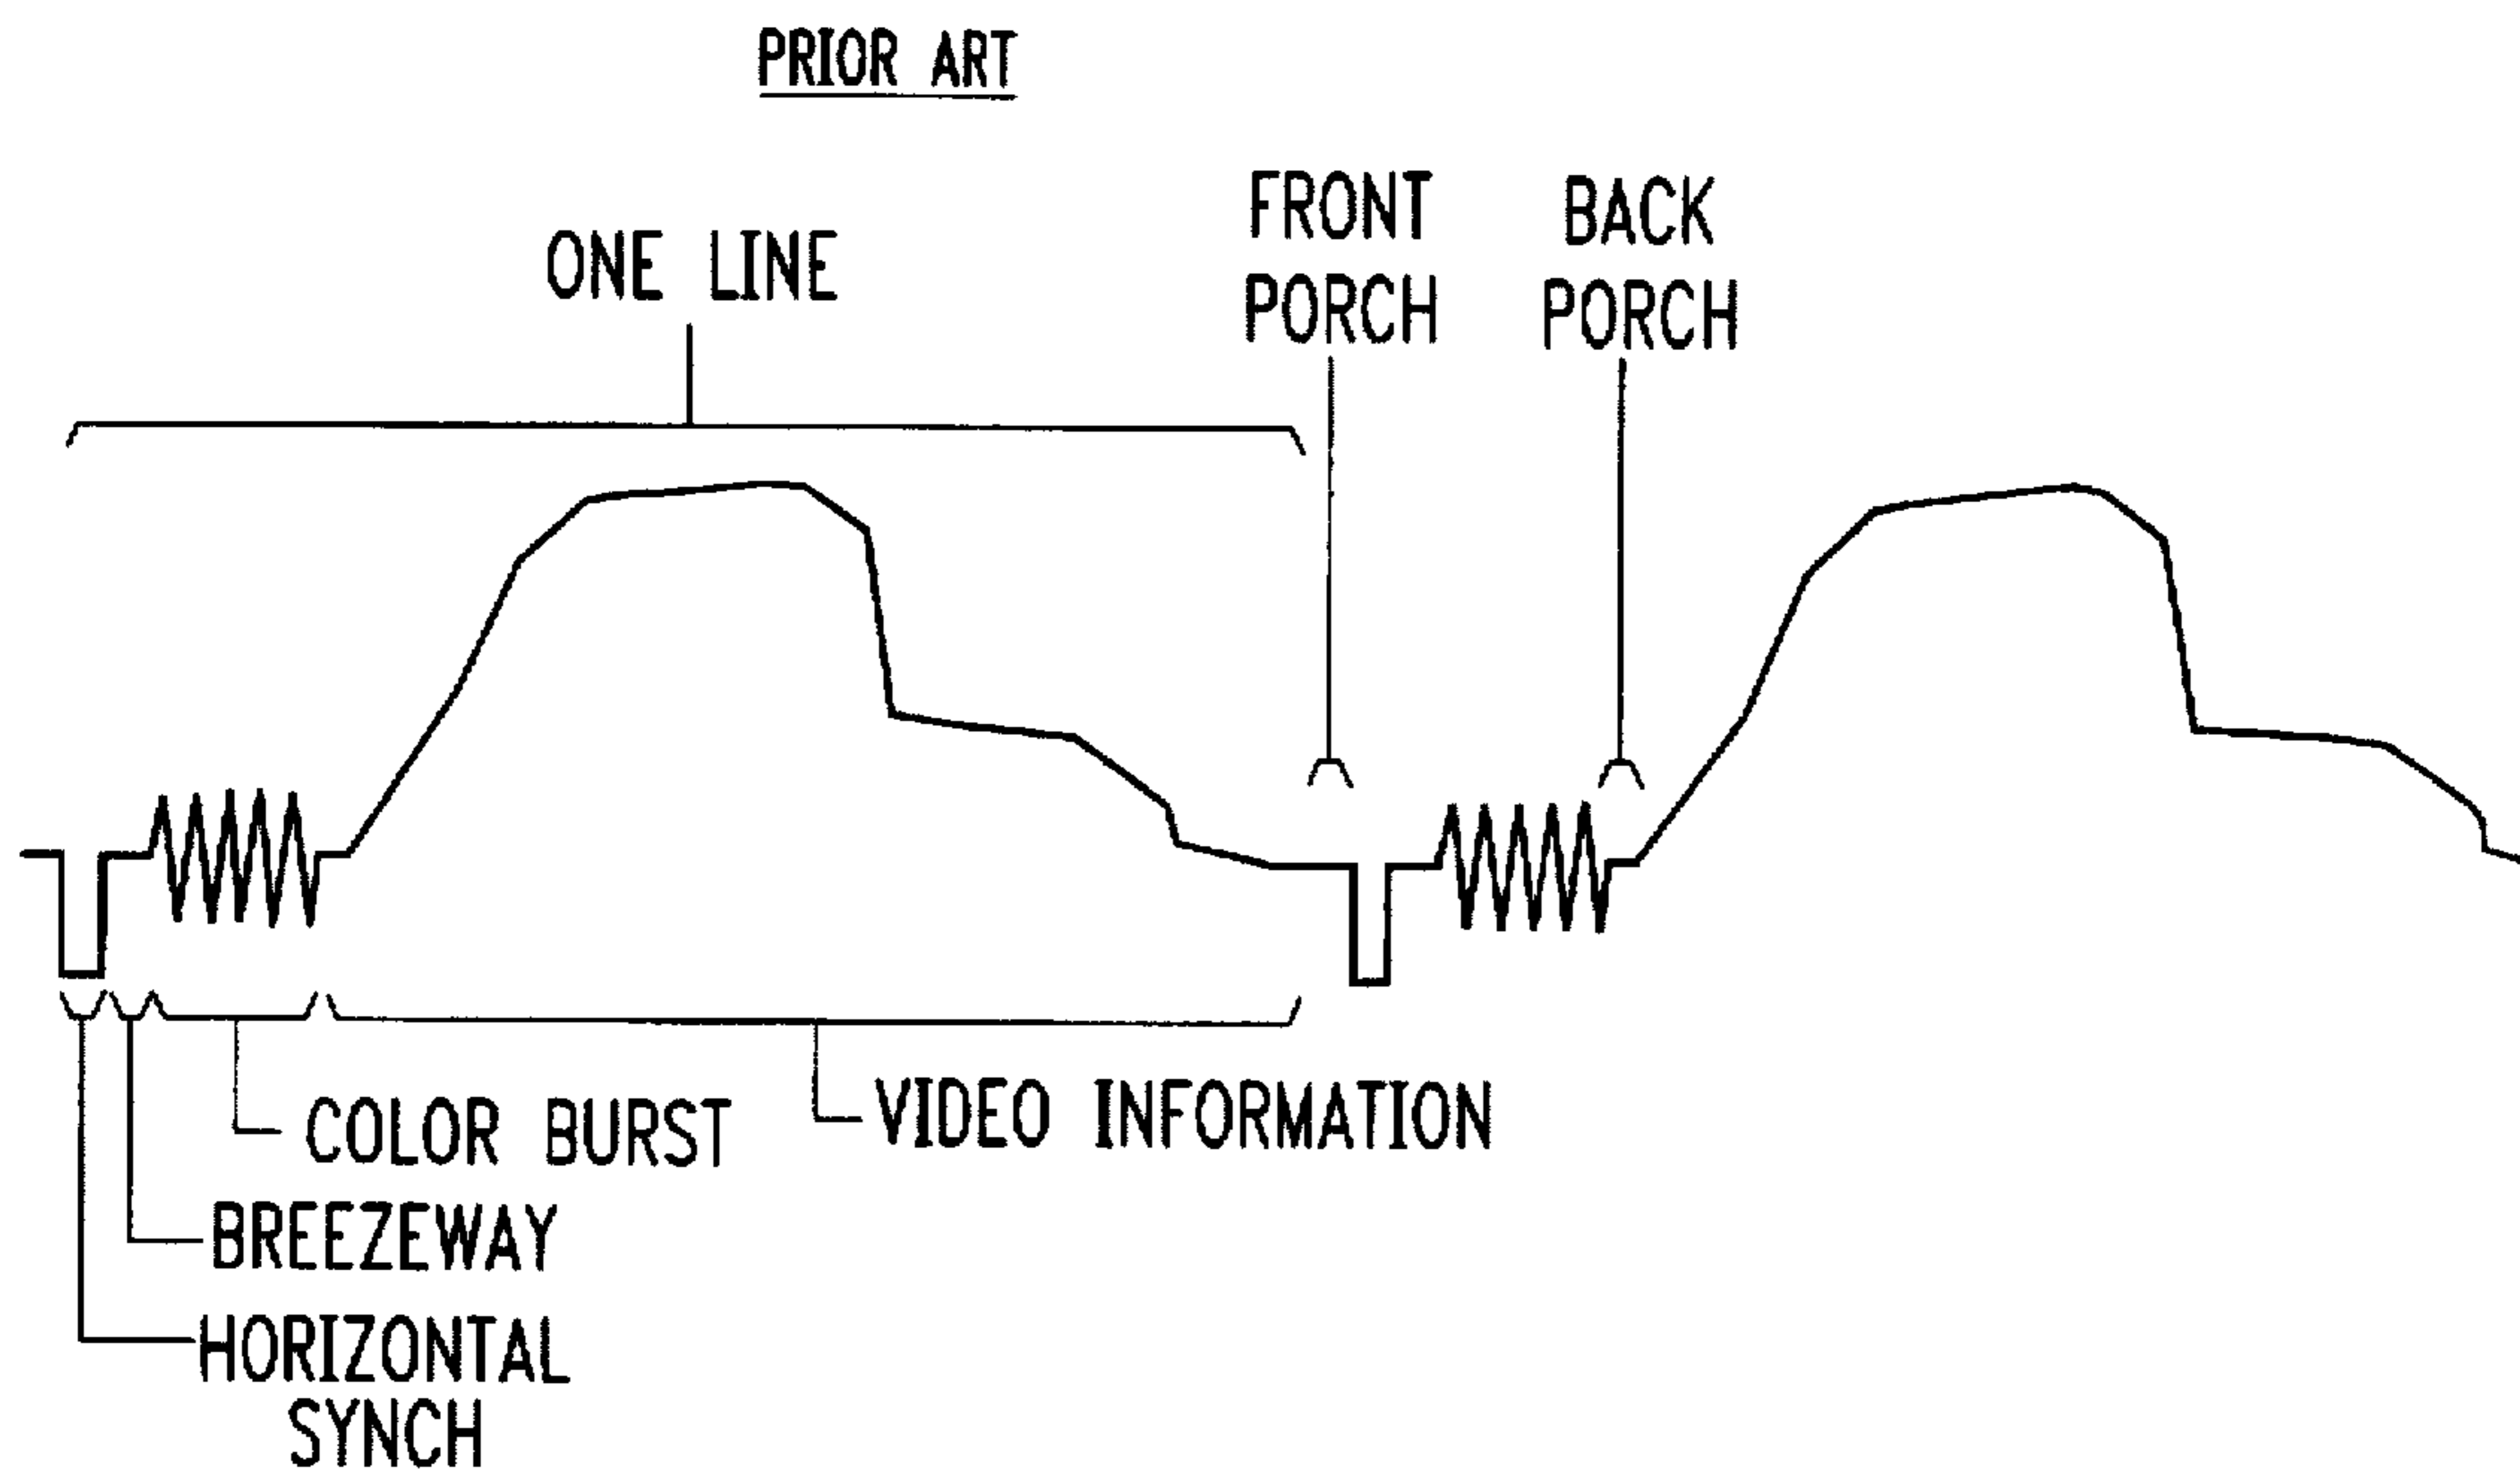 PRIOR ART
ONE LINE
FRONT
PORCH
BACK
PORCH
COLOR BURST
VIDEO INFORMATION
BREEZEWAY
HORIZONTAL
SYNCH